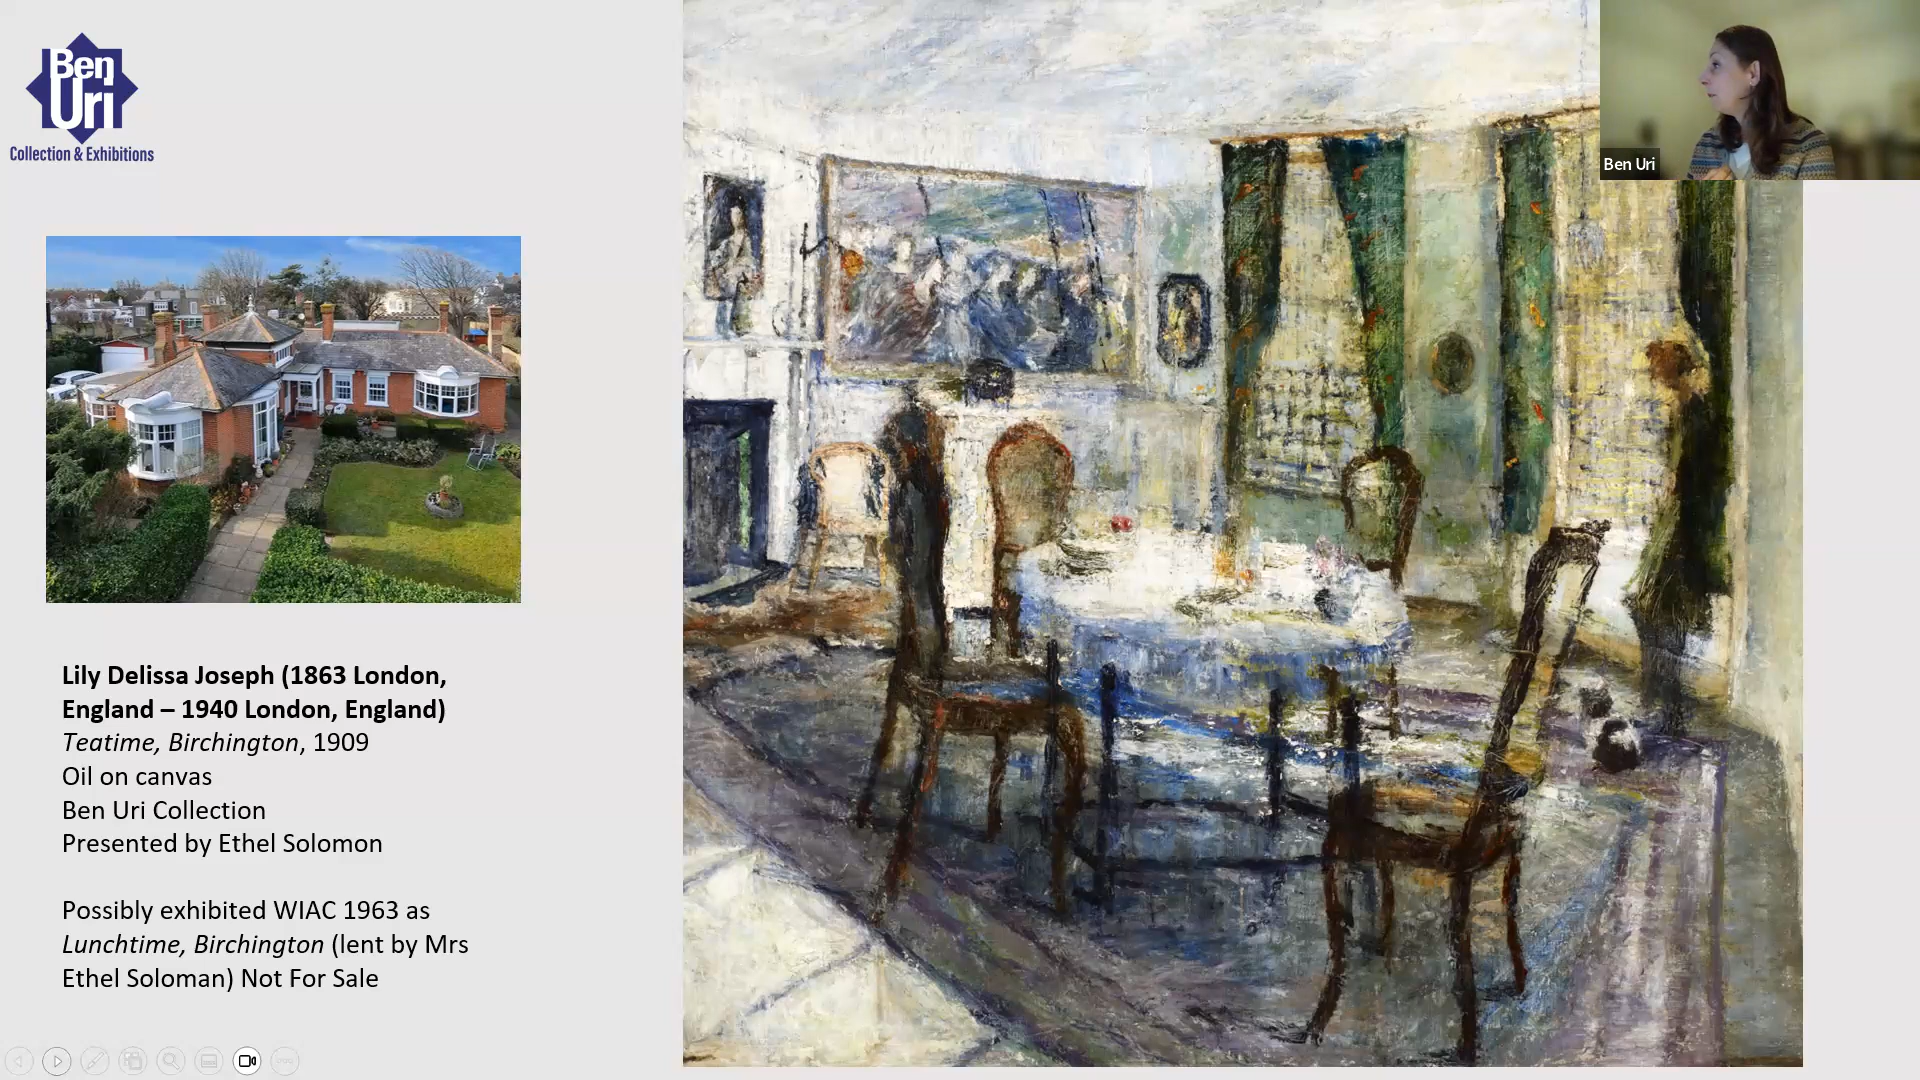 Ben
Uri
Collection & Exhibitions
Ben Uri
Lily Delissa Joseph (1863 London,
England – 1940 London, England)
Teatime, Birchington, 1909
Oil on canvas
Ben Uri Collection
Presented by Ethel Solomon
Possibly exhibited WIAC 1963 as
Lunchtime, Birchington (lent by Mrs
Ethel Soloman) Not For Sale